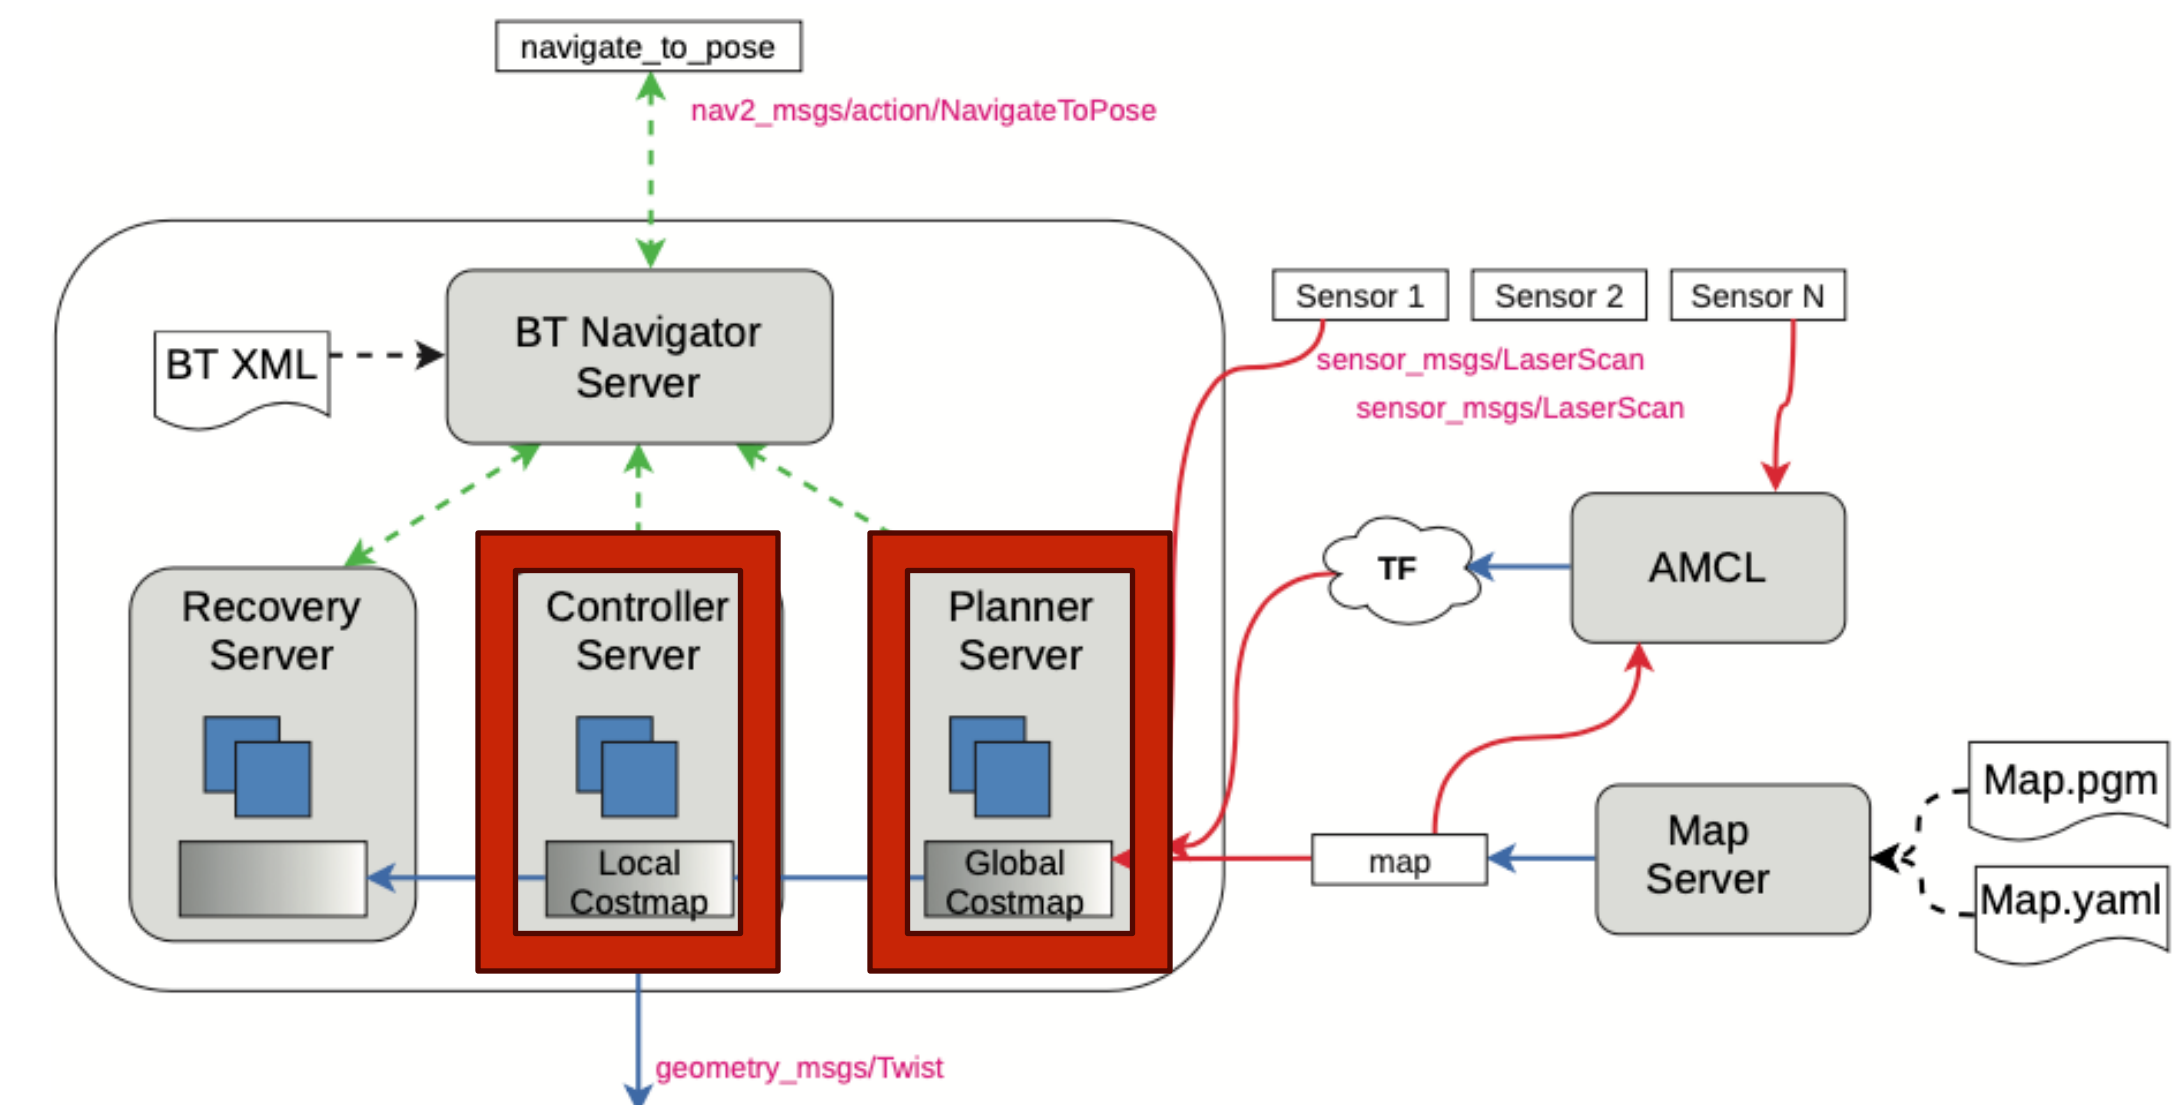 navigate_to_pose
nav2_msgs/action/NavigateToPose
BT XML
BT Navigator
Server
Sensor 1
Sensor 2
Sensor N
sensor_msgs/LaserScan
sensor_msgs/LaserScan
Recovery
Server
Controller
Server
Planner
Server
TF
AMCL
Local
Costmap
Global
Costmap
map
Map
Server
Map.pgm
Map.yaml
geometry_msgs/Twist